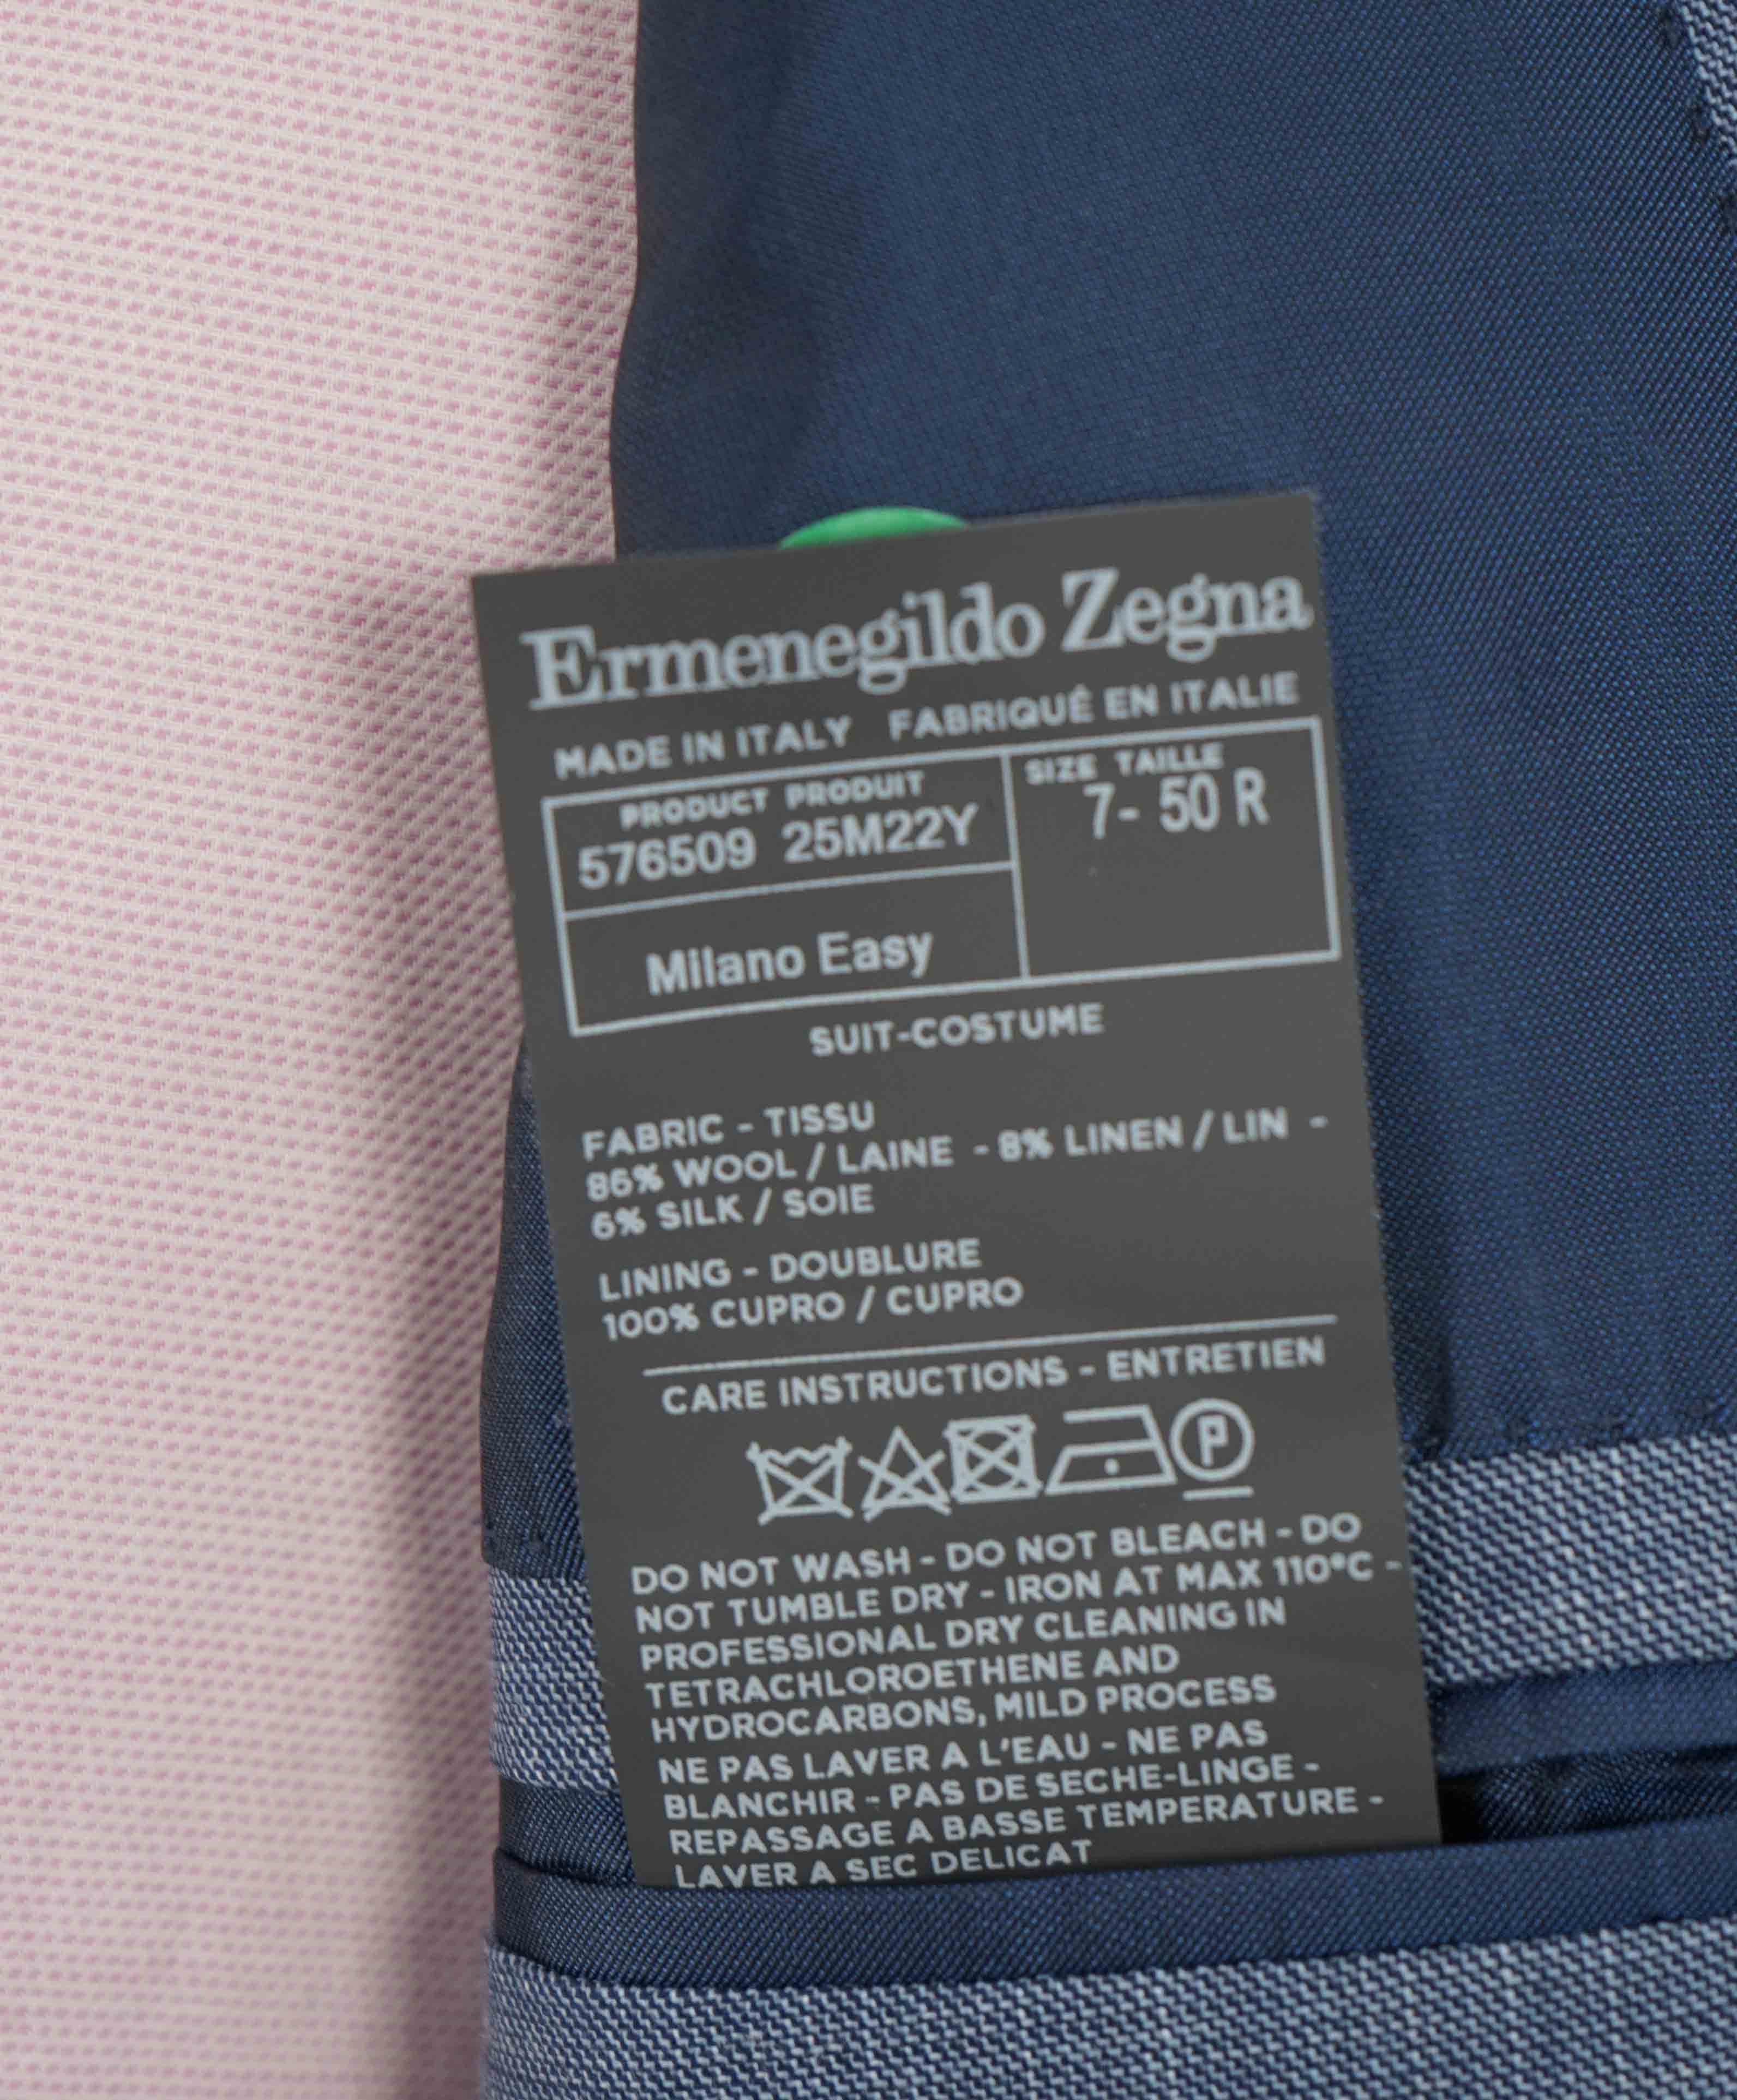 Ermenegildo Zegna
MADE IN ITALY FABRIQUÉ EN ITALIE
PRODUCT PRODUIT
576509 25M22Y
SIZE TAILLE
7- 50 R
Milano Easy
SUIT-COSTUME
FABRIC - TISSU
86% WOOL / LAINE - 8% LINEN / LIN -
6% SILK / SOIE
LINING - DOUBLURE
100% CUPRO / CUPRO
CARE INSTRUCTIONS - ENTRETIEN
P
DO NOT WASH - DO NOT BLEACH - DO
NOT TUMBLE DRY - IRON AT MAX 110°C -
PROFESSIONAL DRY CLEANING IN
TETRACHLOROETHENE AND
HYDROCARBONS, MILD PROCESS
NE PAS LAVER A L'EAU - NE PAS
BLANCHIR - PAS DE SECHE-LINGE -
REPASSAGE A BASSE TEMPERATURE -
LAVER A SEC DELICAT